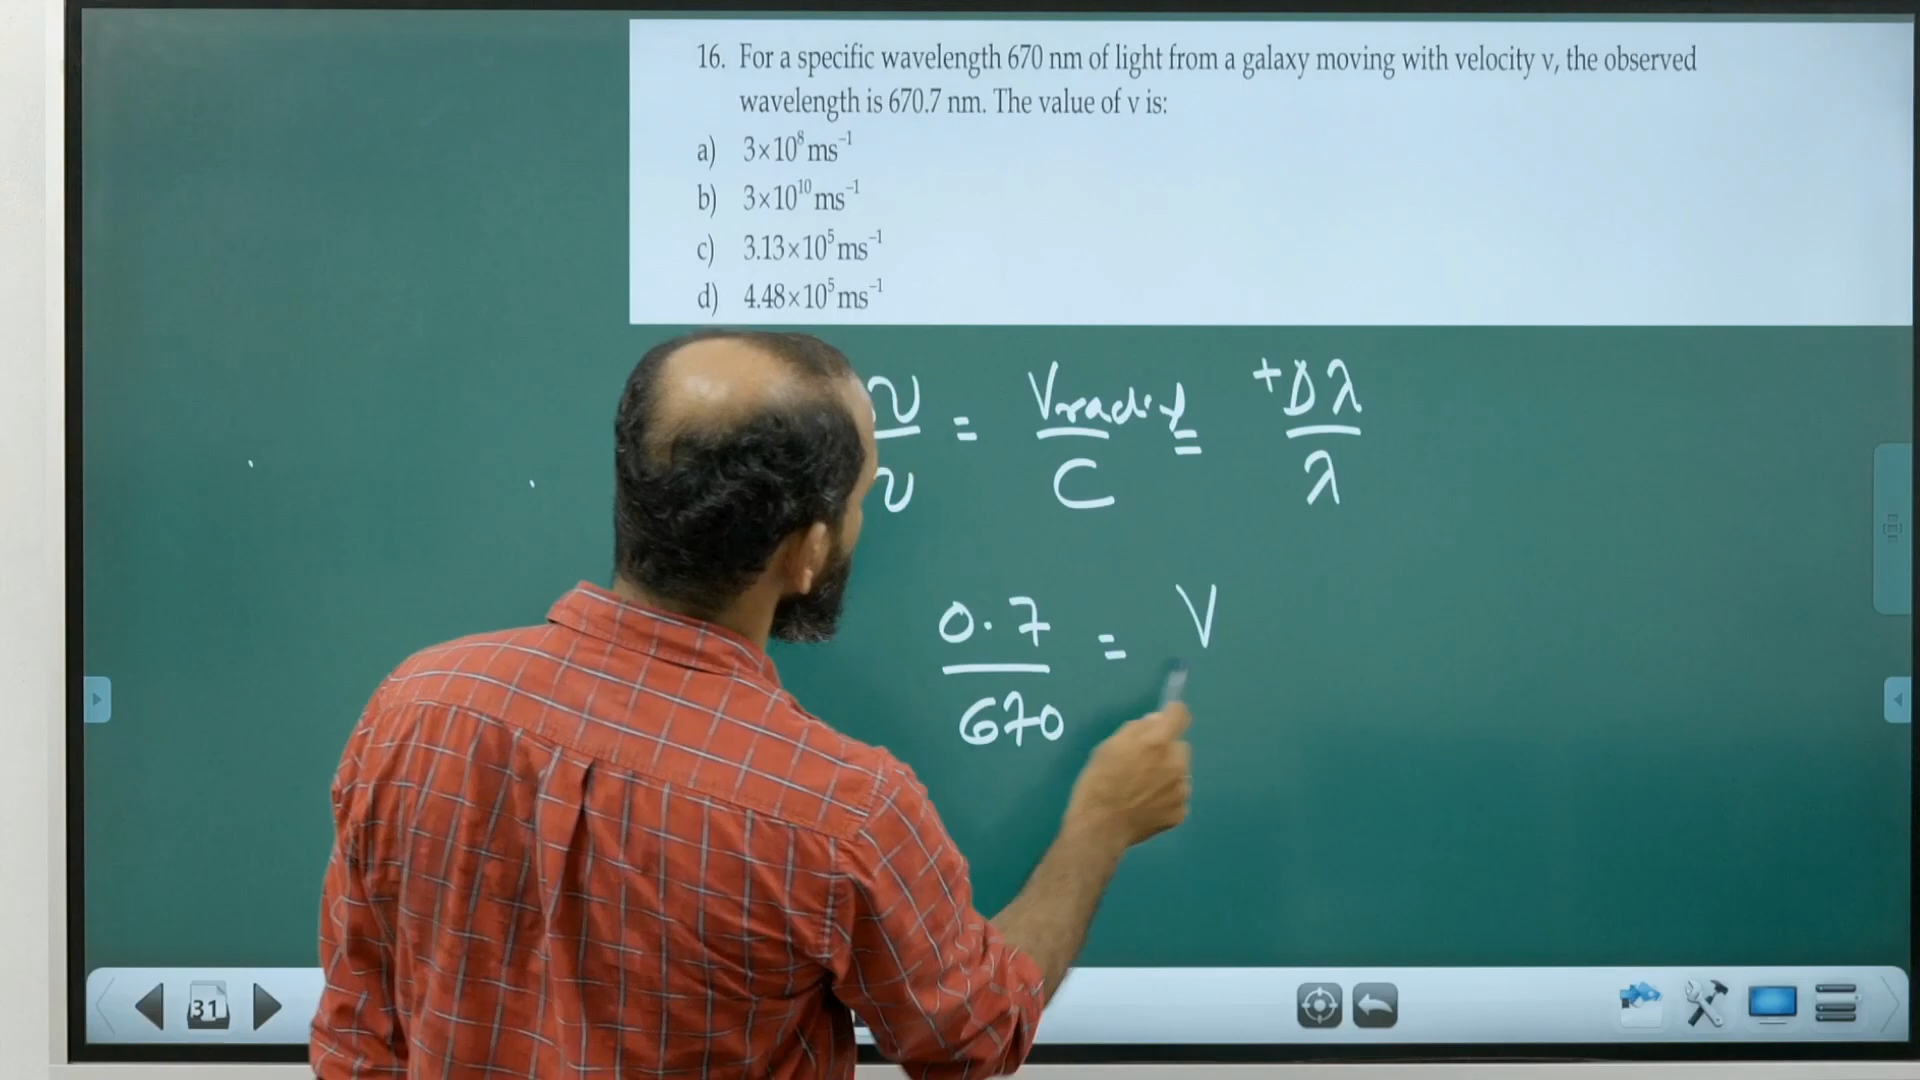 16. For a specific wavelength 670 nm of light from a galaxy moving with velocity v, the observed
wavelength is 670.7 nm. The value of v is:
a) 3×10⁸ ms⁻¹
b) 3×10¹⁰ ms⁻¹
c) 3.13×10⁵ ms⁻¹
d) 4.48×10⁵ ms⁻¹
ν = Vradial = +Δλ
ν C λ
0.7 = V
670
31